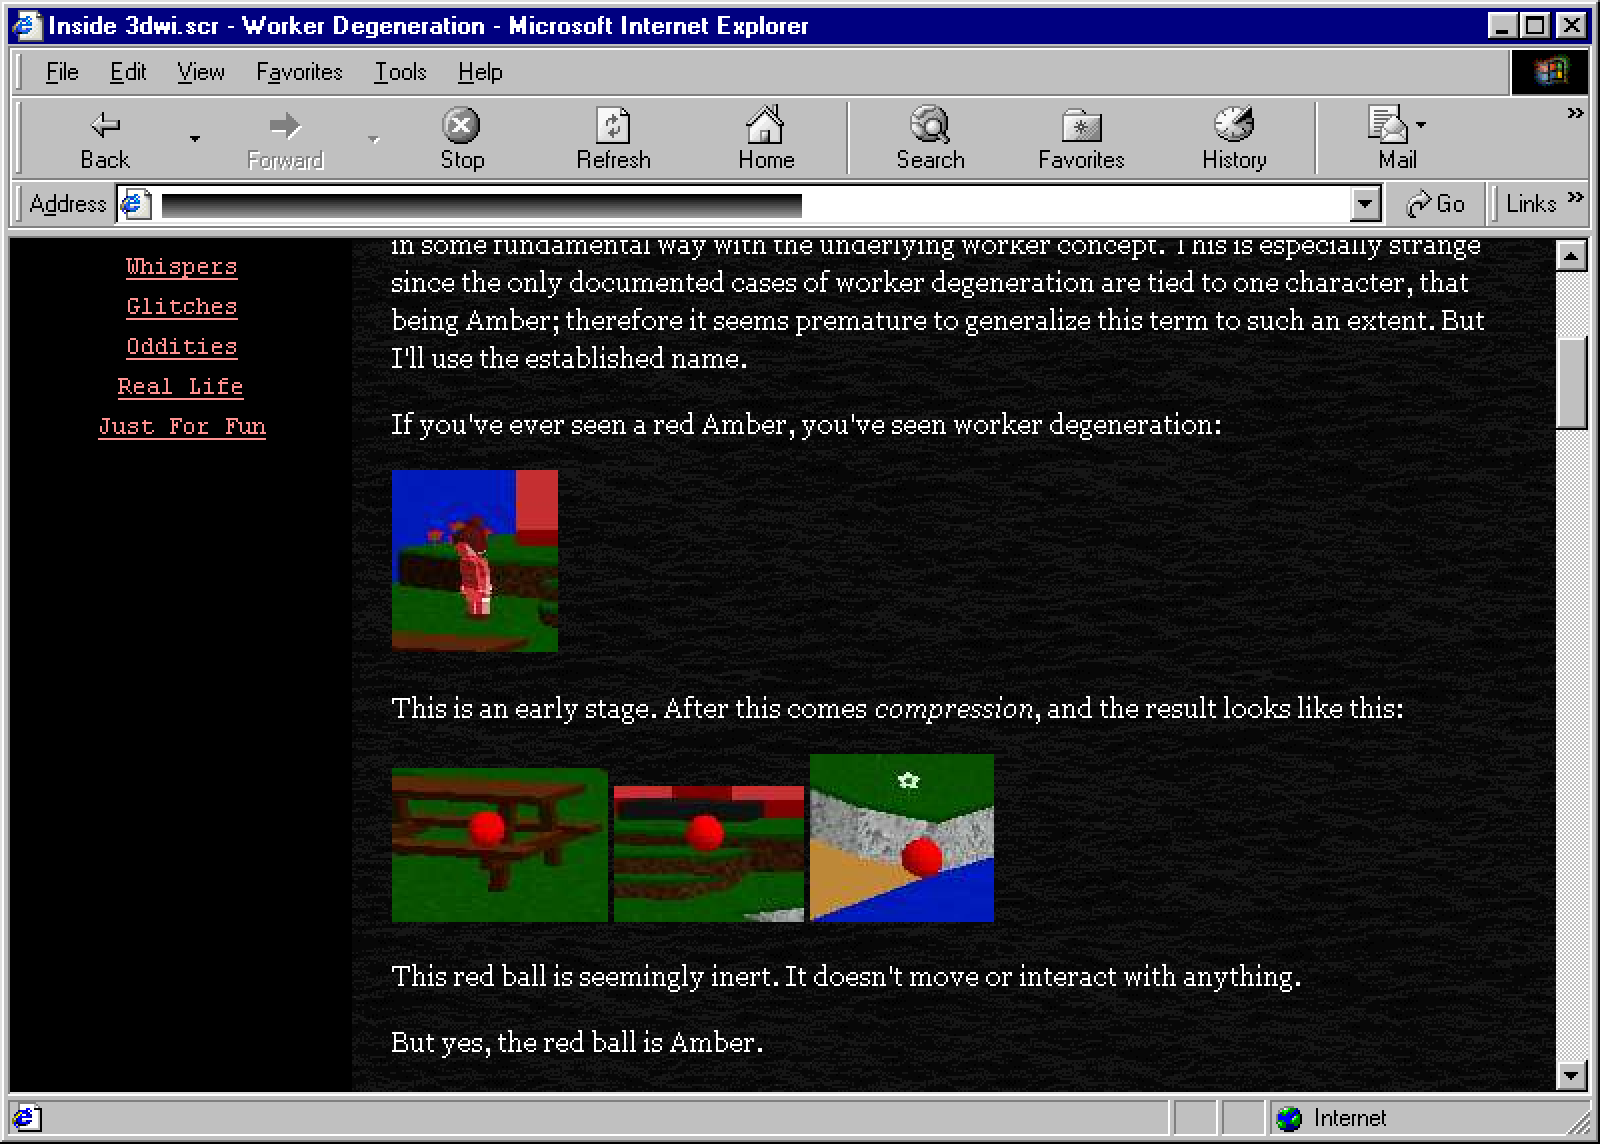 Inside 3dwi.scr - Worker Degeneration - Microsoft Internet Explorer
File Edit View Favorites Tools Help
Back Forward Stop Refresh Home Search Favorites History Mail »
Address Go Links »
Whispers
Glitches
Oddities
Real Life
Just For Fun
in some fundamental way with the underlying worker concept. This is especially strange
since the only documented cases of worker degeneration are tied to one character, that
being Amber; therefore it seems premature to generalize this term to such an extent. But
I'll use the established name.
If you've ever seen a red Amber, you've seen worker degeneration:
This is an early stage. After this comes compression, and the result looks like this:
This red ball is seemingly inert. It doesn't move or interact with anything.
But yes, the red ball is Amber.
Internet